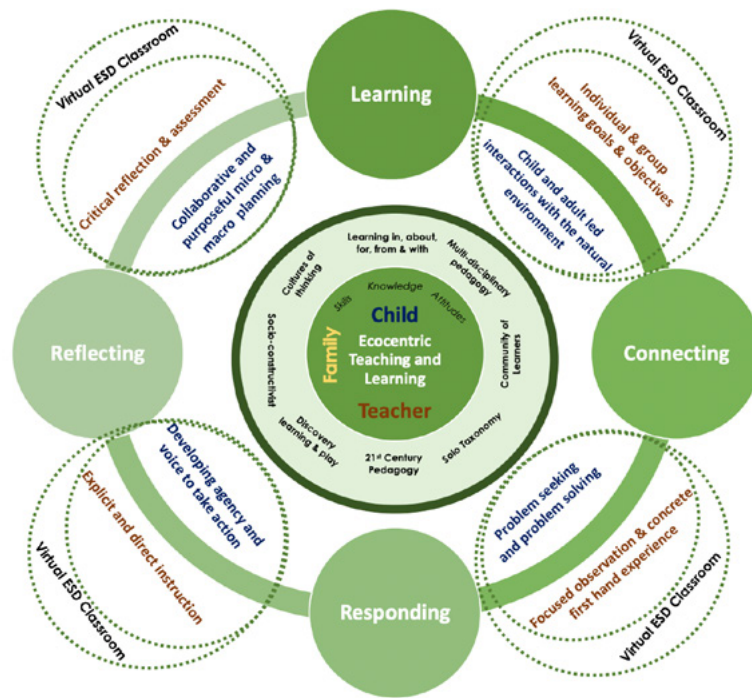 Virtual ESD Classroom
Critical reflection & assessment
Collaborative and
purposeful micro &
macro planning
Learning
Virtual ESD Classroom
Individual & group
learning goals & objectives
Child and adult led
interactions with the natural
environment
Reflecting
Connecting
Learning in, about,
for, from & with
Multi-disciplinary
pedagogy
Community of
Learners
Solo Taxonomy
21st Century
Pedagogy
Discovery
learning & play
Socio-constructivist
Cultures of
thinking
Skills
Knowledge
Attitudes
Child
Family
Ecocentric
Teaching and
Learning
Teacher
Developing agency and
voice to take action
Explicit and direct instruction
Virtual ESD Classroom
Responding
Problem seeking
and problem solving
Focused observation & concrete
first hand experience
Virtual ESD Classroom